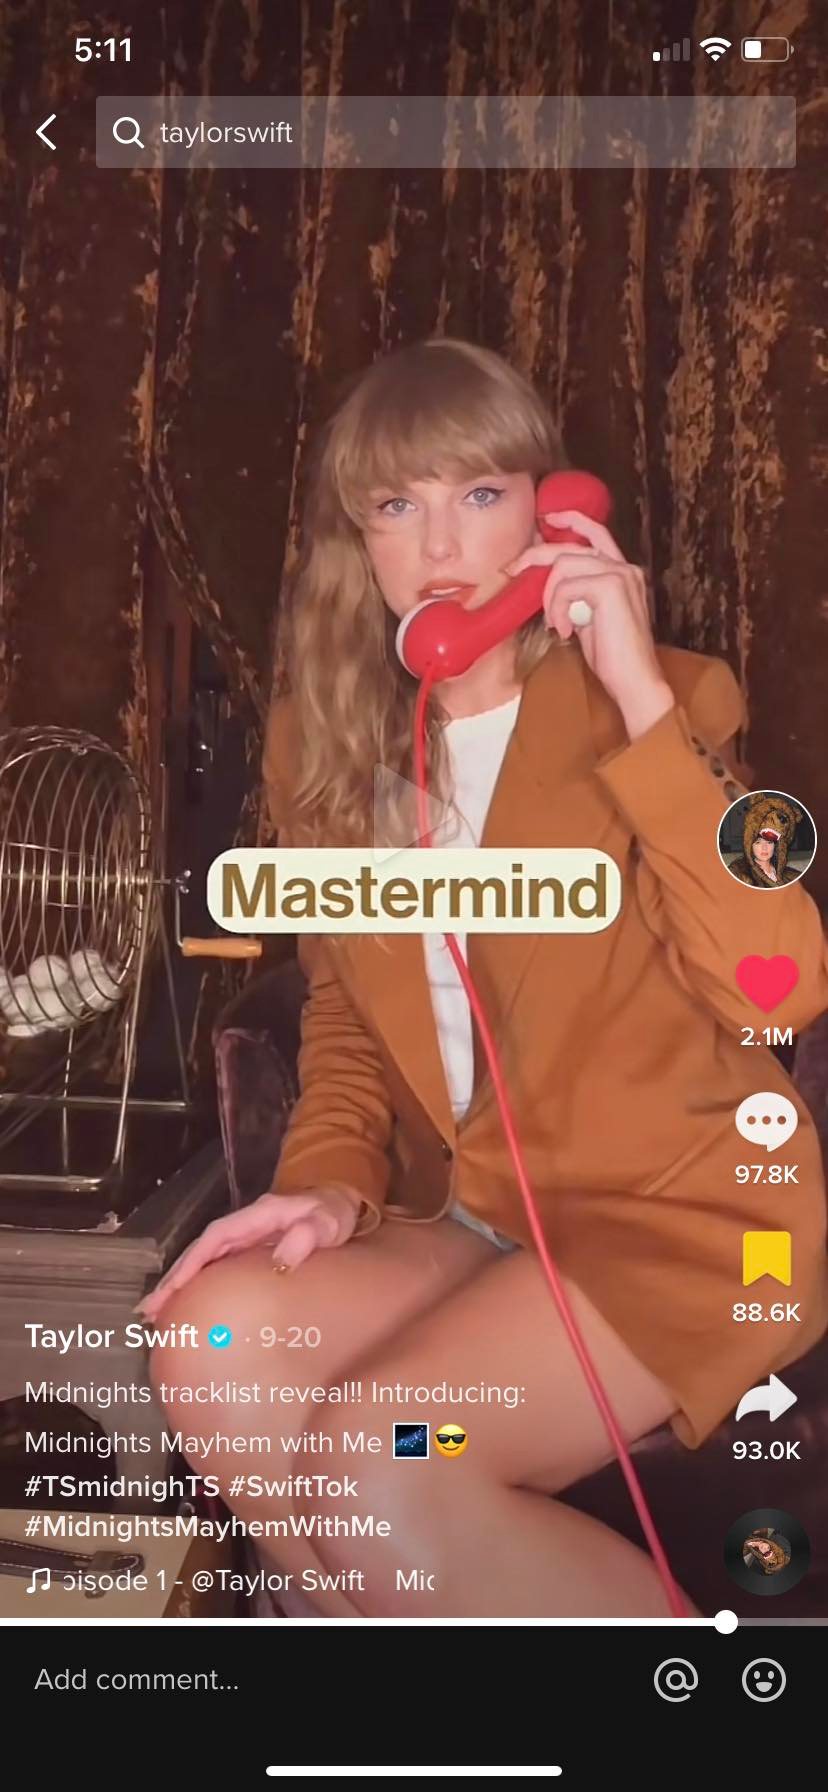 5:11
taylorswift
Mastermind
2.1M
97.8K
88.6K
Taylor Swift · 9-20
Midnights tracklist reveal!! Introducing:
Midnights Mayhem with Me 🌌😎
93.0K
#TSmidnighTS #SwiftTok
#MidnightsMayhemWithMe
isode 1 - @Taylor Swift Mic
Add comment...